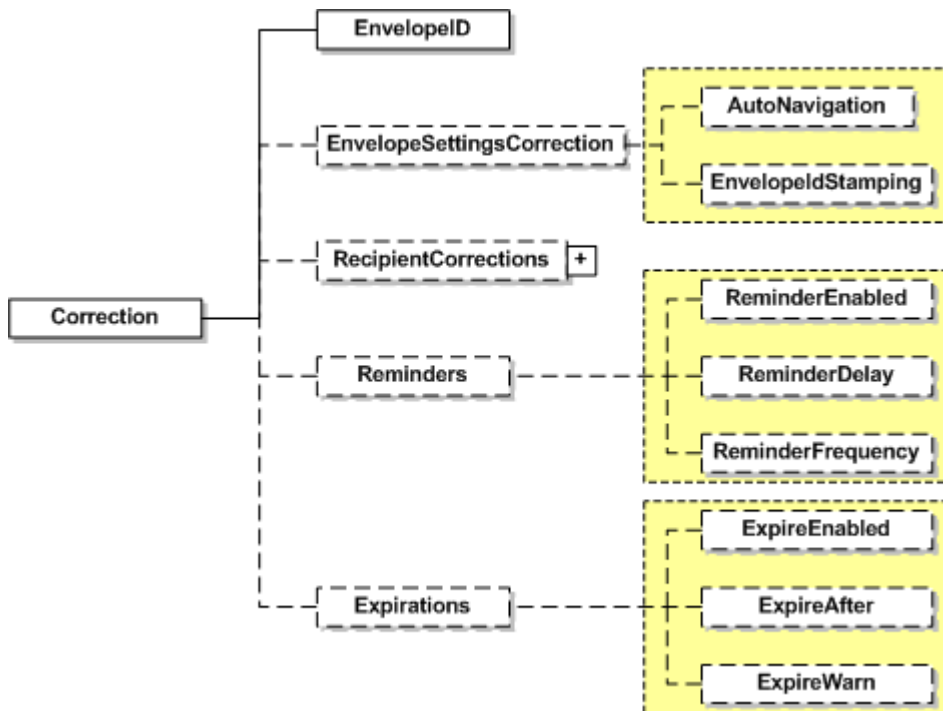 EnvelopeID
EnvelopeSettingsCorrection
AutoNavigation
EnvelopeIdStamping
RecipientCorrections
+
Correction
Reminders
ReminderEnabled
ReminderDelay
ReminderFrequency
Expirations
ExpireEnabled
ExpireAfter
ExpireWarn